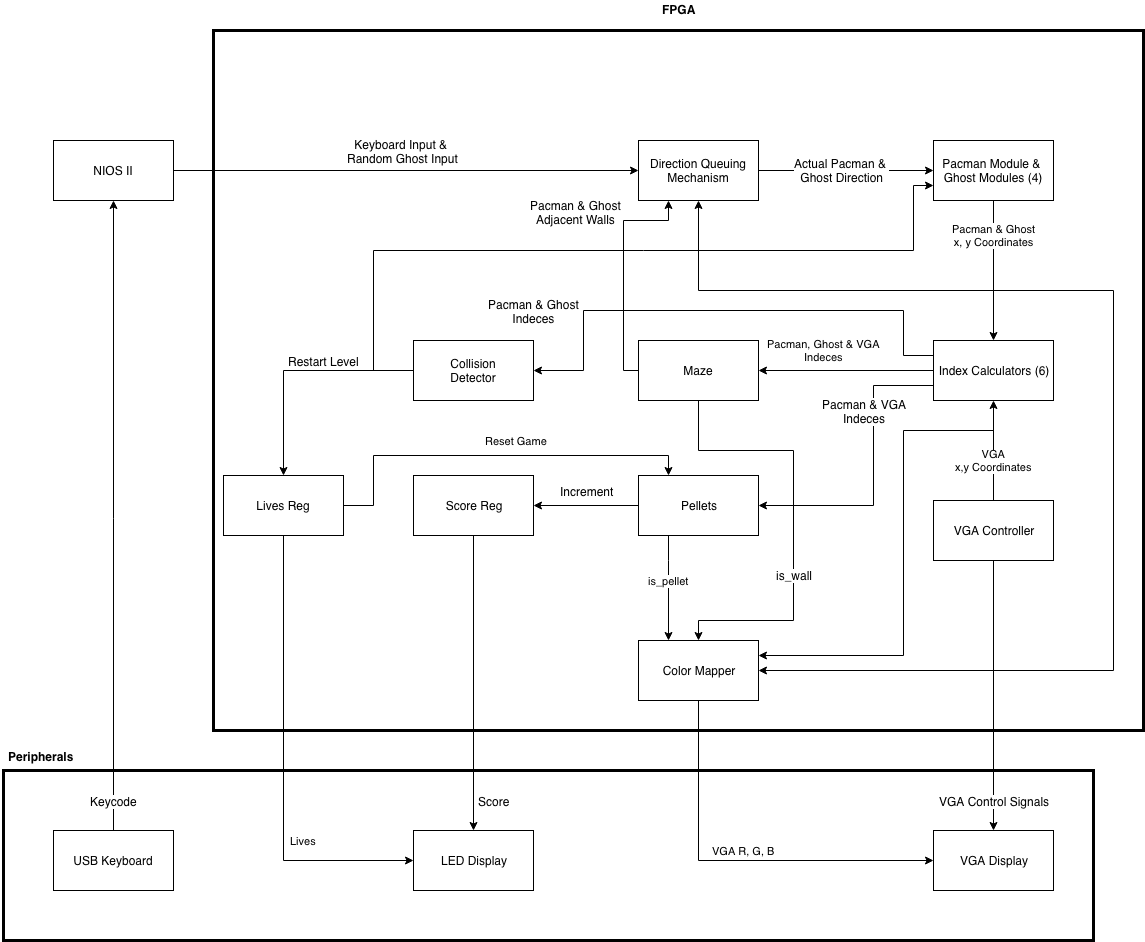 FPGA
NIOS II
Keyboard Input &
Random Ghost Input
Direction Queuing
Mechanism
Actual Pacman &
Ghost Direction
Pacman Module &
Ghost Modules (4)
Pacman & Ghost
Adjacent Walls
Pacman & Ghost
x, y Coordinates
Pacman & Ghost
Indeces
Restart Level
Collision
Detector
Maze
Pacman, Ghost & VGA
Indeces
Index Calculators (6)
Pacman & VGA
Indeces
Reset Game
VGA
x,y Coordinates
Lives Reg
Score Reg
Increment
Pellets
VGA Controller
is_pellet
is_wall
Color Mapper
Peripherals
Keycode
Score
VGA Control Signals
Lives
VGA R, G, B
USB Keyboard
LED Display
VGA Display